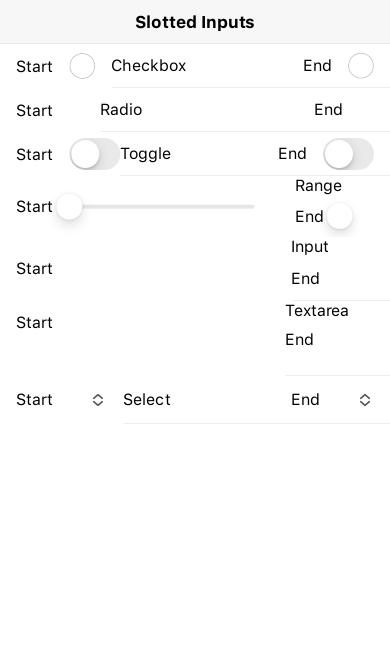 Slotted Inputs
Start Checkbox End
Start Radio End
Start Toggle End
Range
Start End
Input
Start End
Textarea
Start End
Start Select End